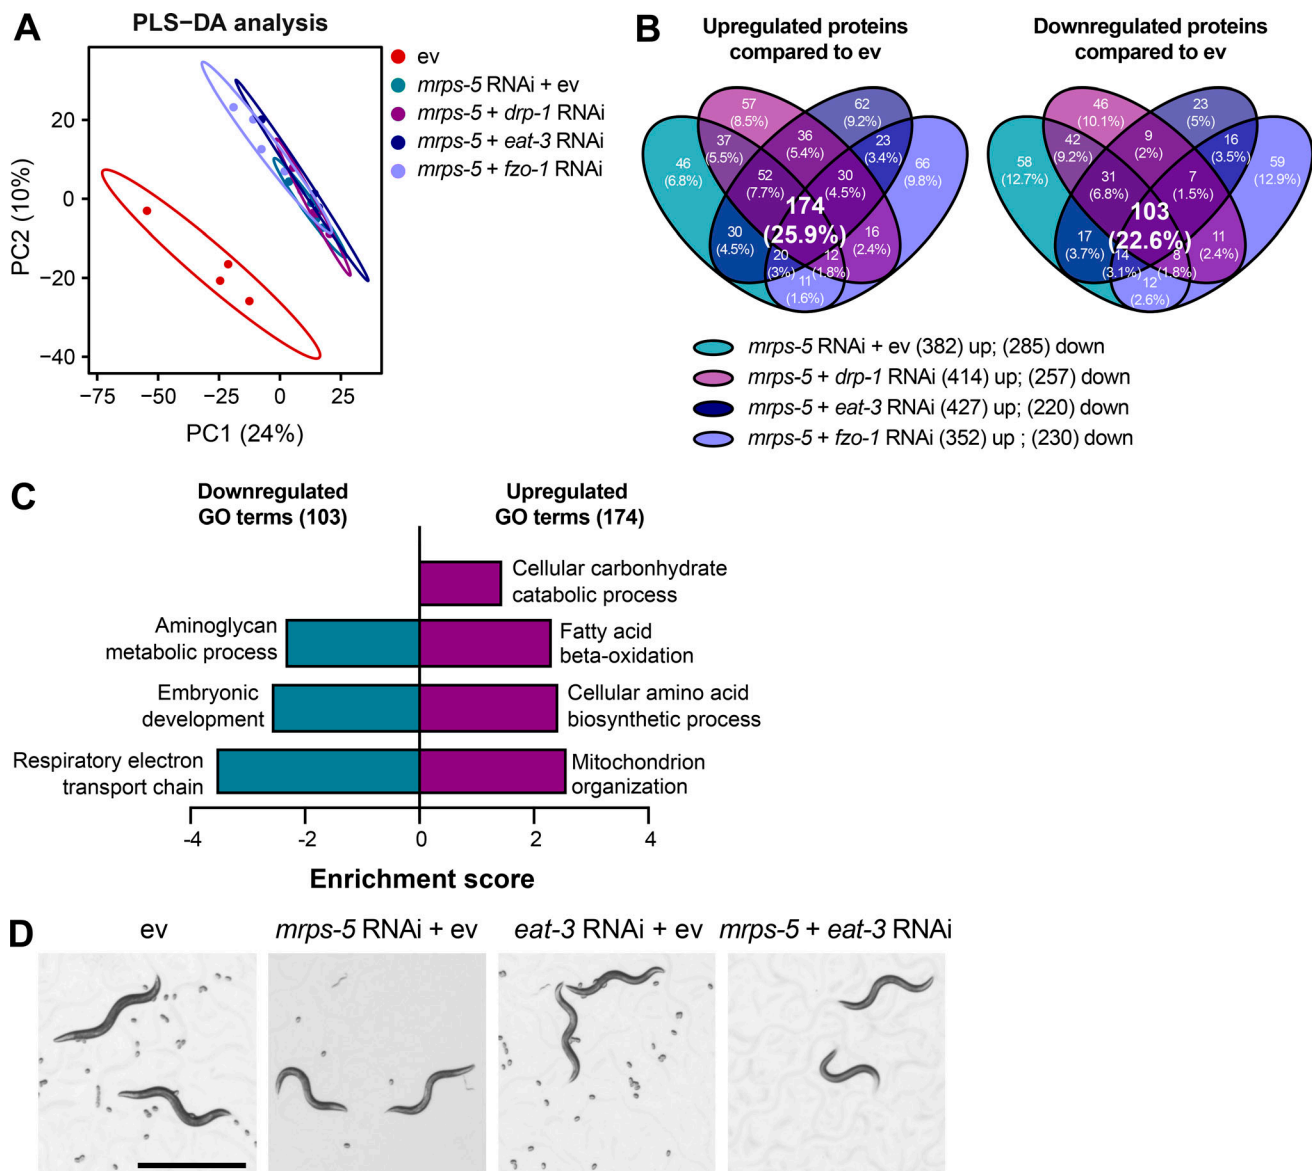 A
PLS−DA analysis
PC2 (10%)
20
0
−20
−40
−75
−50
−25
0
25
PC1 (24%)
ev
mrps-5 RNAi + ev
mrps-5 + drp-1 RNAi
mrps-5 + eat-3 RNAi
mrps-5 + fzo-1 RNAi
B
Upregulated proteins
compared to ev
57
(8.5%)
62
(9.2%)
46
(6.8%)
37
(5.5%)
36
(5.4%)
23
(3.4%)
66
(9.8%)
52
(7.7%)
30
(4.5%)
174
(25.9%)
30
(4.5%)
16
(2.4%)
20
(3%)
12
(1.8%)
11
(1.6%)
Downregulated proteins
compared to ev
46
(10.1%)
23
(5%)
58
(12.7%)
42
(9.2%)
9
(2%)
16
(3.5%)
59
(12.9%)
31
(6.8%)
7
(1.5%)
103
(22.6%)
17
(3.7%)
11
(2.4%)
14
(3.1%)
8
(1.8%)
12
(2.6%)
mrps-5 RNAi + ev (382) up; (285) down
mrps-5 + drp-1 RNAi (414) up; (257) down
mrps-5 + eat-3 RNAi (427) up; (220) down
mrps-5 + fzo-1 RNAi (352) up ; (230) down
C
Downregulated
GO terms (103)
Upregulated
GO terms (174)
Cellular carbonhydrate
catabolic process
Aminoglycan
metabolic process
Fatty acid
beta-oxidation
Embryonic
development
Cellular amino acid
biosynthetic process
Respiratory electron
transport chain
Mitochondrion
organization
-4
-2
0
2
4
Enrichment score
D
ev
mrps-5 RNAi + ev
eat-3 RNAi + ev
mrps-5 + eat-3 RNAi